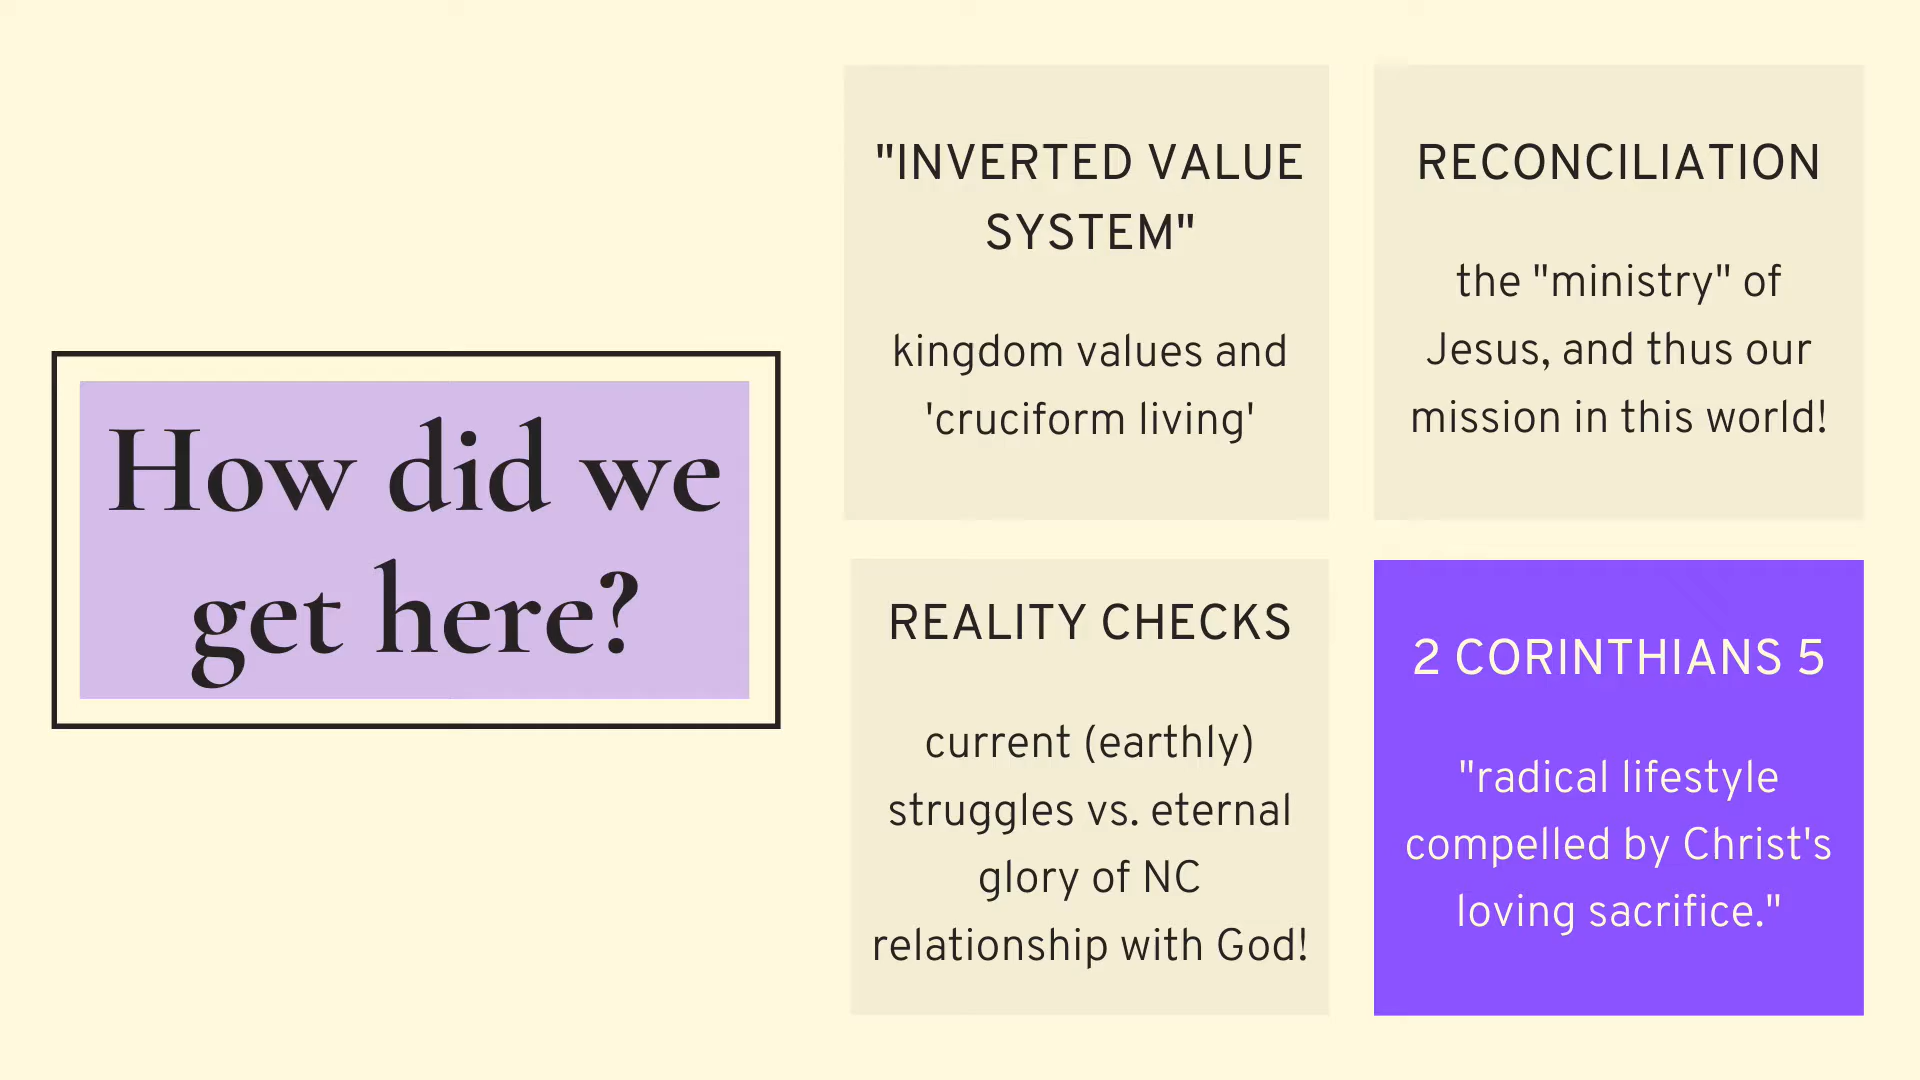 How did we
get here?
"INVERTED VALUE
SYSTEM"
kingdom values and
'cruciform living'
RECONCILIATION
the "ministry" of
Jesus, and thus our
mission in this world!
REALITY CHECKS
current (earthly)
struggles vs. eternal
glory of NC
relationship with God!
2 CORINTHIANS 5
"radical lifestyle
compelled by Christ's
loving sacrifice."